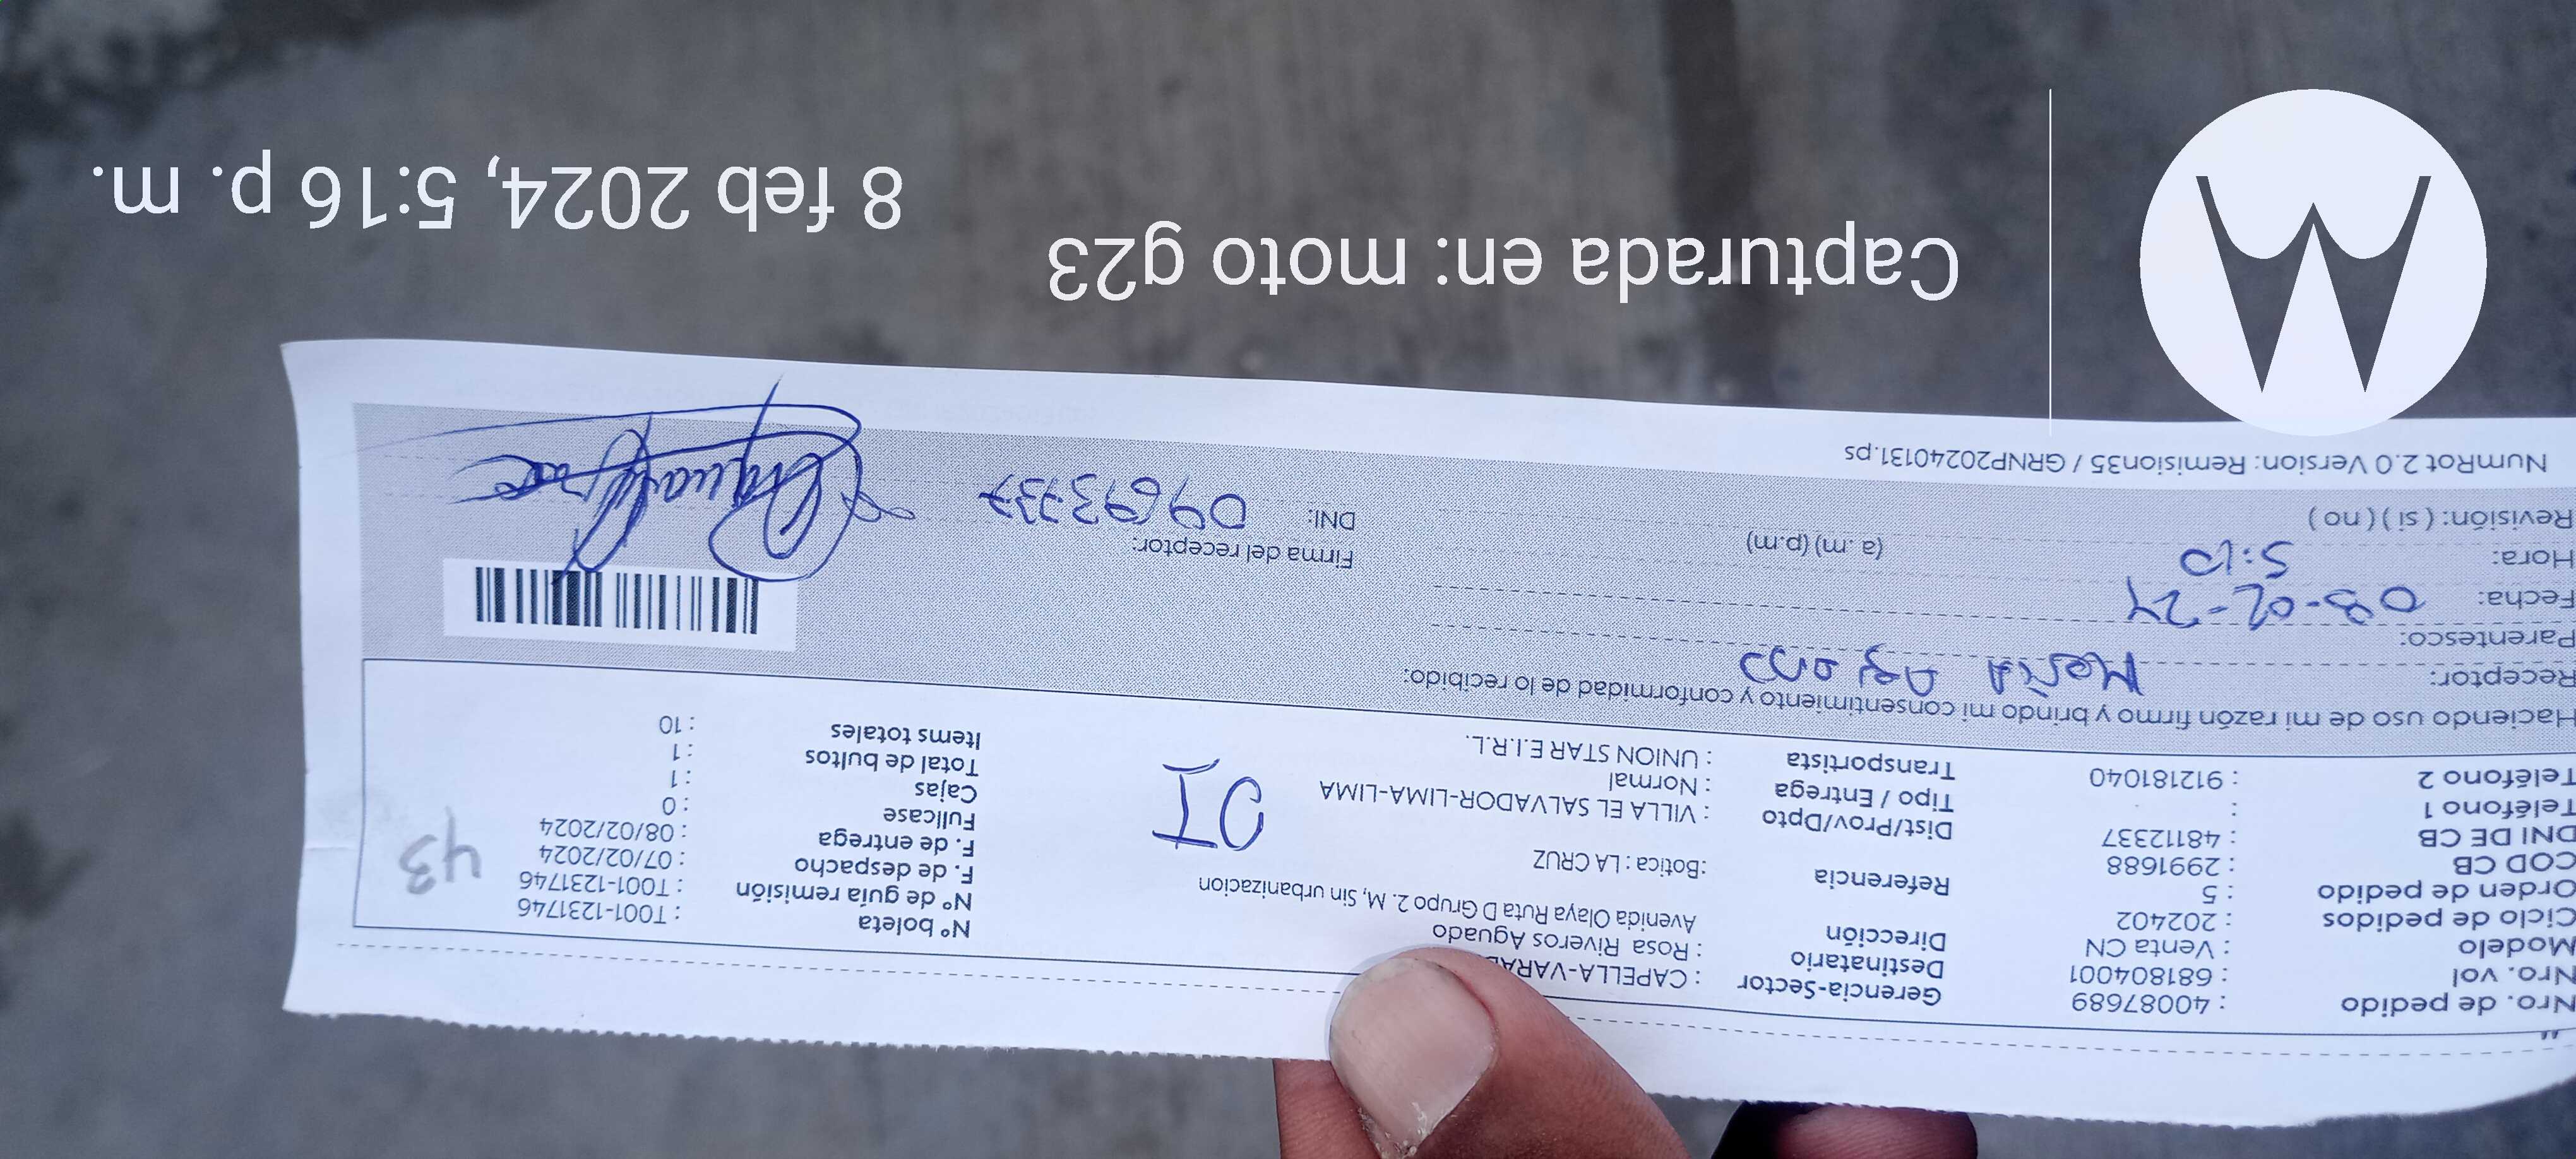 Nro. de pedido : 40087689
Nro. vol : 681804001
Modelo : Venta CN
Ciclo de pedidos : 202402
Orden de pedido : 5
COD CB : 2991688
DNI DE CB : 48112337
Teléfono 1 : .
Teléfono 2 : 912181040
Gerencia-Sector : CAPELLA-VARAD
Destinatario : Rosa Riveros Aguado
Dirección Avenida Olaya Ruta D Grupo 2. M, Sin urbanizacion
Referencia :Botica : LA CRUZ
Dist/Prov/Dpto : VILLA EL SALVADOR-LIMA-LIMA
Tipo / Entrega : Normal
Transportista : UNION STAR E.I.R.L.
OI
N° boleta : T001-1231746
N° de guía remisión : T001-1231746
F. de despacho : 07/02/2024
F. de entrega : 08/02/2024
Fullcase : 0
Cajas : 1
Total de bultos : 1
Items totales : 10
43
Haciendo uso de mi razón firmo y brindo mi consentimiento y conformidad de lo recibido:
Receptor: María
Parentesco:
Fecha: 08-02-24
Hora: 5:10 (a .m) (p.m)
Revisión: ( si ) ( no )
Firma del receptor:
DNI: 09693737
NumRot 2.0 Version: Remision35 / GRNP20240131.ps
Capturada en: moto g23
8 feb 2024, 5:16 p. m.